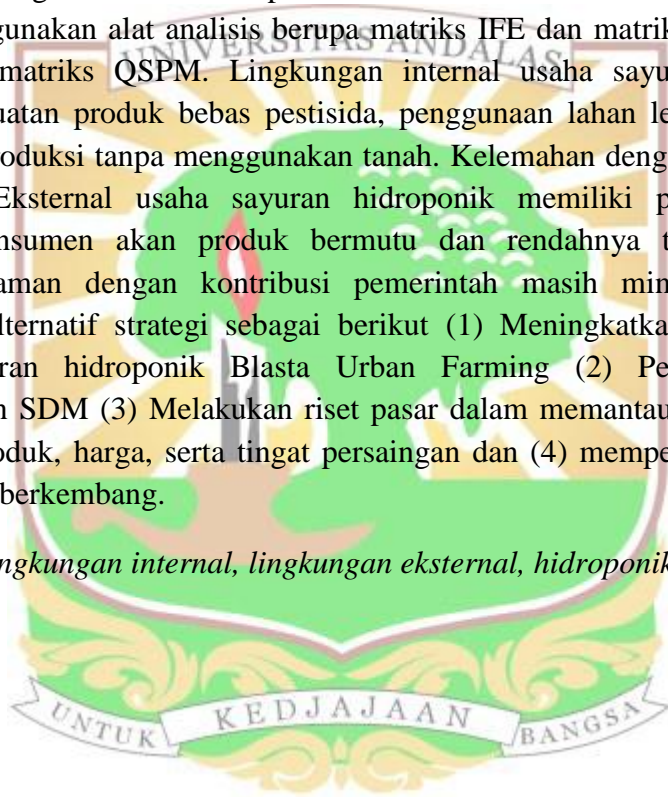 gunakan alat analisis berupa matriks IFE dan matrik
UNIVERSITAS ANDALAS
matriks QSPM. Lingkungan internal usaha sayu
uatan produk bebas pestisida, penggunaan lahan le
roduksi tanpa menggunakan tanah. Kelemahan deng
Eksternal usaha sayuran hidroponik memiliki p
nsumen akan produk bermutu dan rendahnya t
aman dengan kontribusi pemerintah masih min
lternatif strategi sebagai berikut (1) Meningkatka
ran hidroponik Blasta Urban Farming (2) Pe
n SDM (3) Melakukan riset pasar dalam memantau
oduk, harga, serta tingat persaingan dan (4) mempe
berkembang.
ngkungan internal, lingkungan eksternal, hidroponik
UNTUK KEDJAJAAN BANGSA